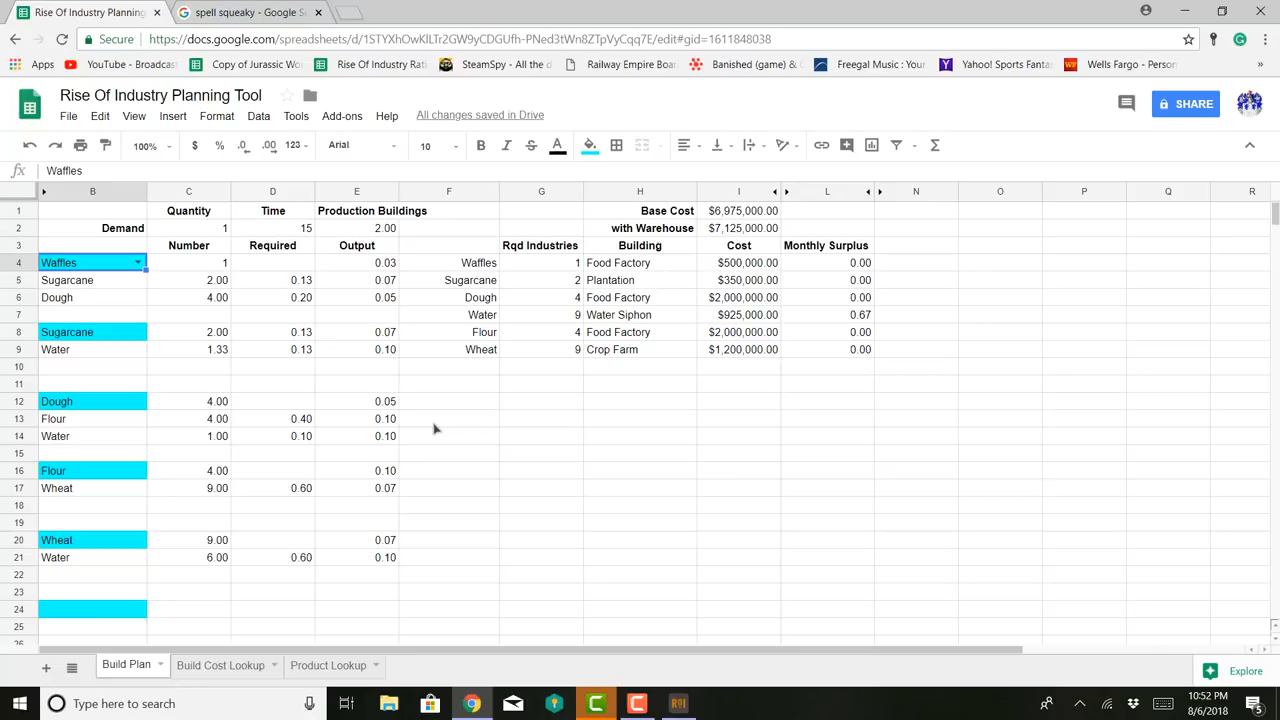 Rise Of Industry Planning Tool
spell squeaky - Google S
Secure
https://docs.google.com/spreadsheets/d/1STYXhOwKlLTr2GW9yCDGUfh-PNed3tWn8ZTpVyCqq7E/edit#gid=1611848038
Apps YouTube - Broadcast Copy of Jurassic Wor Rise Of Industry Rati SteamSpy - All the d Railway Empire Boar Banished (game) & C Freegal Music : Your Yahoo! Sports Fantas Wells Fargo - Person »
Rise Of Industry Planning Tool
SHARE
File Edit View Insert Format Data Tools Add-ons Help All changes saved in Drive
100% $ % .0 .00 123 Arial 10 B I S A Σ
fx Waffles
B C D E F G H I L N O P Q R
1 Quantity Time Production Buildings Base Cost $6,975,000.00
2 Demand 1 15 2.00 with Warehouse $7,125,000.00
3 Number Required Output Rqd Industries Building Cost Monthly Surplus
4 Waffles 1 0.03 Waffles 1 Food Factory $500,000.00 0.00
5 Sugarcane 2.00 0.13 0.07 Sugarcane 2 Plantation $350,000.00 0.00
6 Dough 4.00 0.20 0.05 Dough 4 Food Factory $2,000,000.00 0.00
7 Water 9 Water Siphon $925,000.00 0.67
8 Sugarcane 2.00 0.13 0.07 Flour 4 Food Factory $2,000,000.00 0.00
9 Water 1.33 0.13 0.10 Wheat 9 Crop Farm $1,200,000.00 0.00
10
11
12 Dough 4.00 0.05
13 Flour 4.00 0.40 0.10
14 Water 1.00 0.10 0.10
15
16 Flour 4.00 0.10
17 Wheat 9.00 0.60 0.07
18
19
20 Wheat 9.00 0.07
21 Water 6.00 0.60 0.10
22
23
24
25
26
Build Plan Build Cost Lookup Product Lookup Explore
Type here to search
10:52 PM
8/6/2018